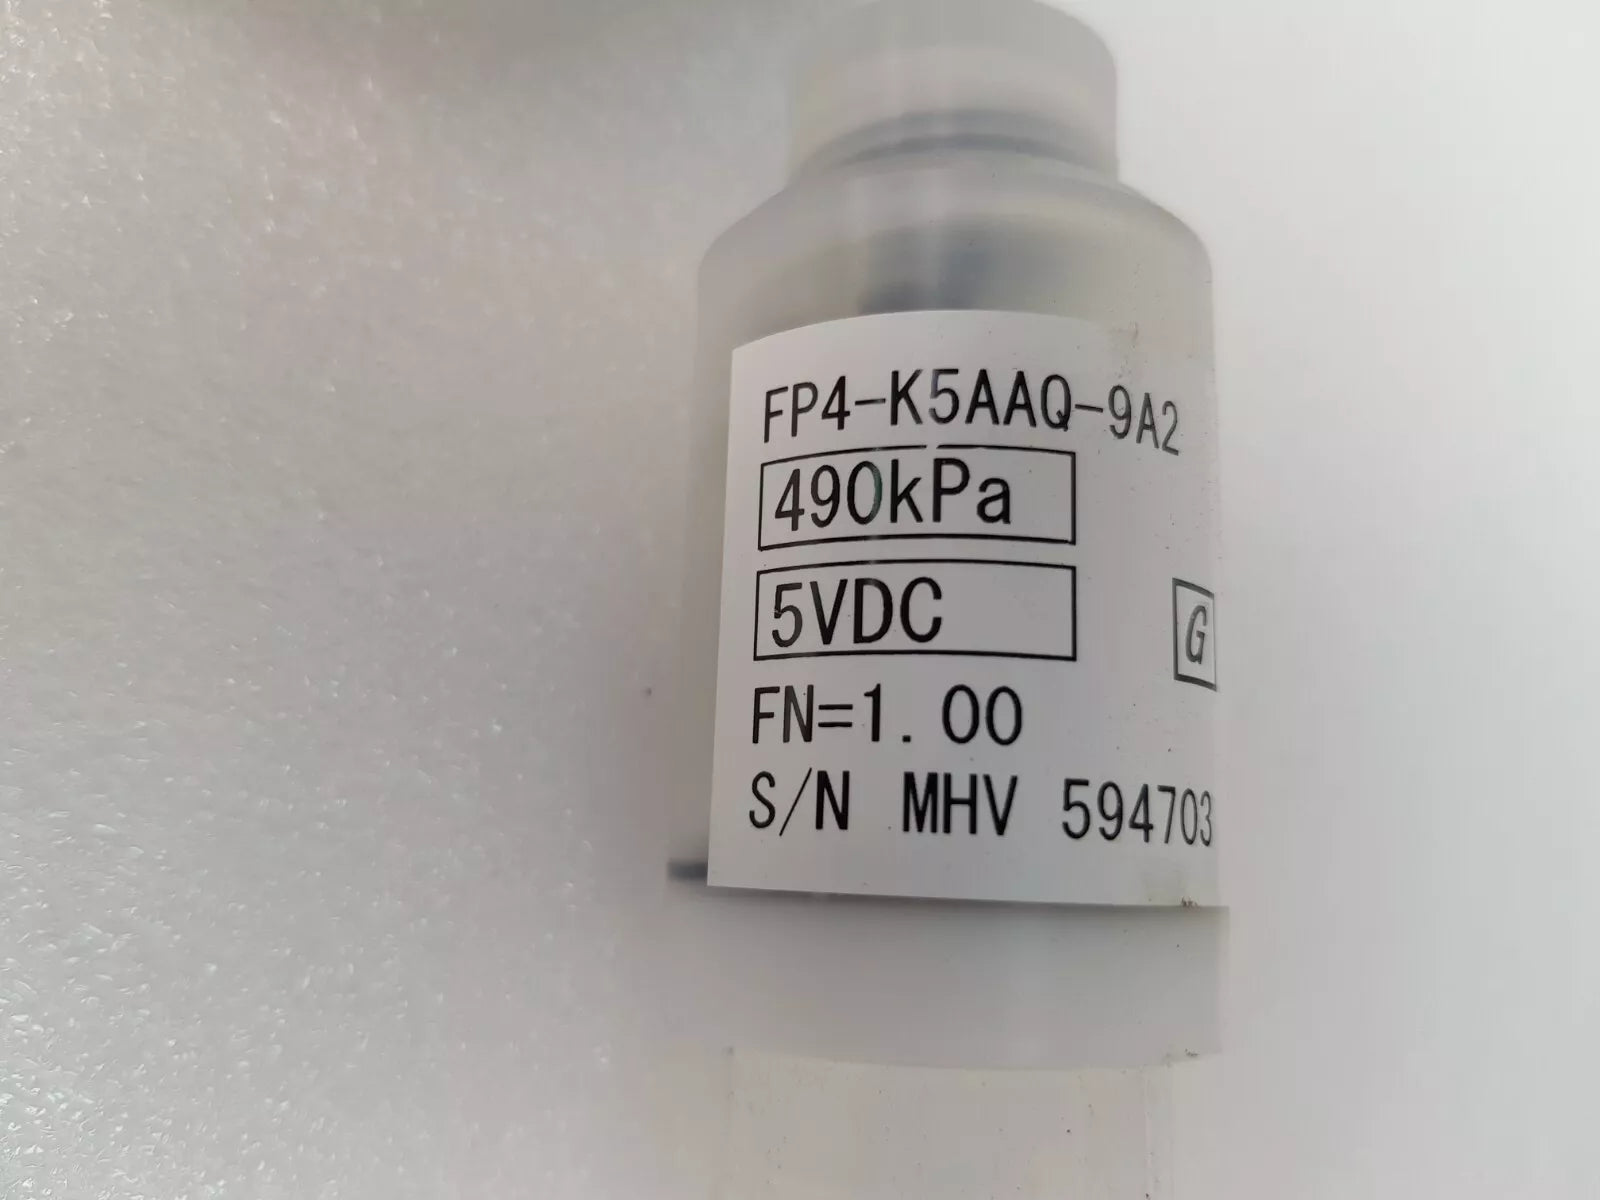 FP4-K5AAQ-9A2
490kPa
5VDC
G
FN=1.00
S/N MHV 594703